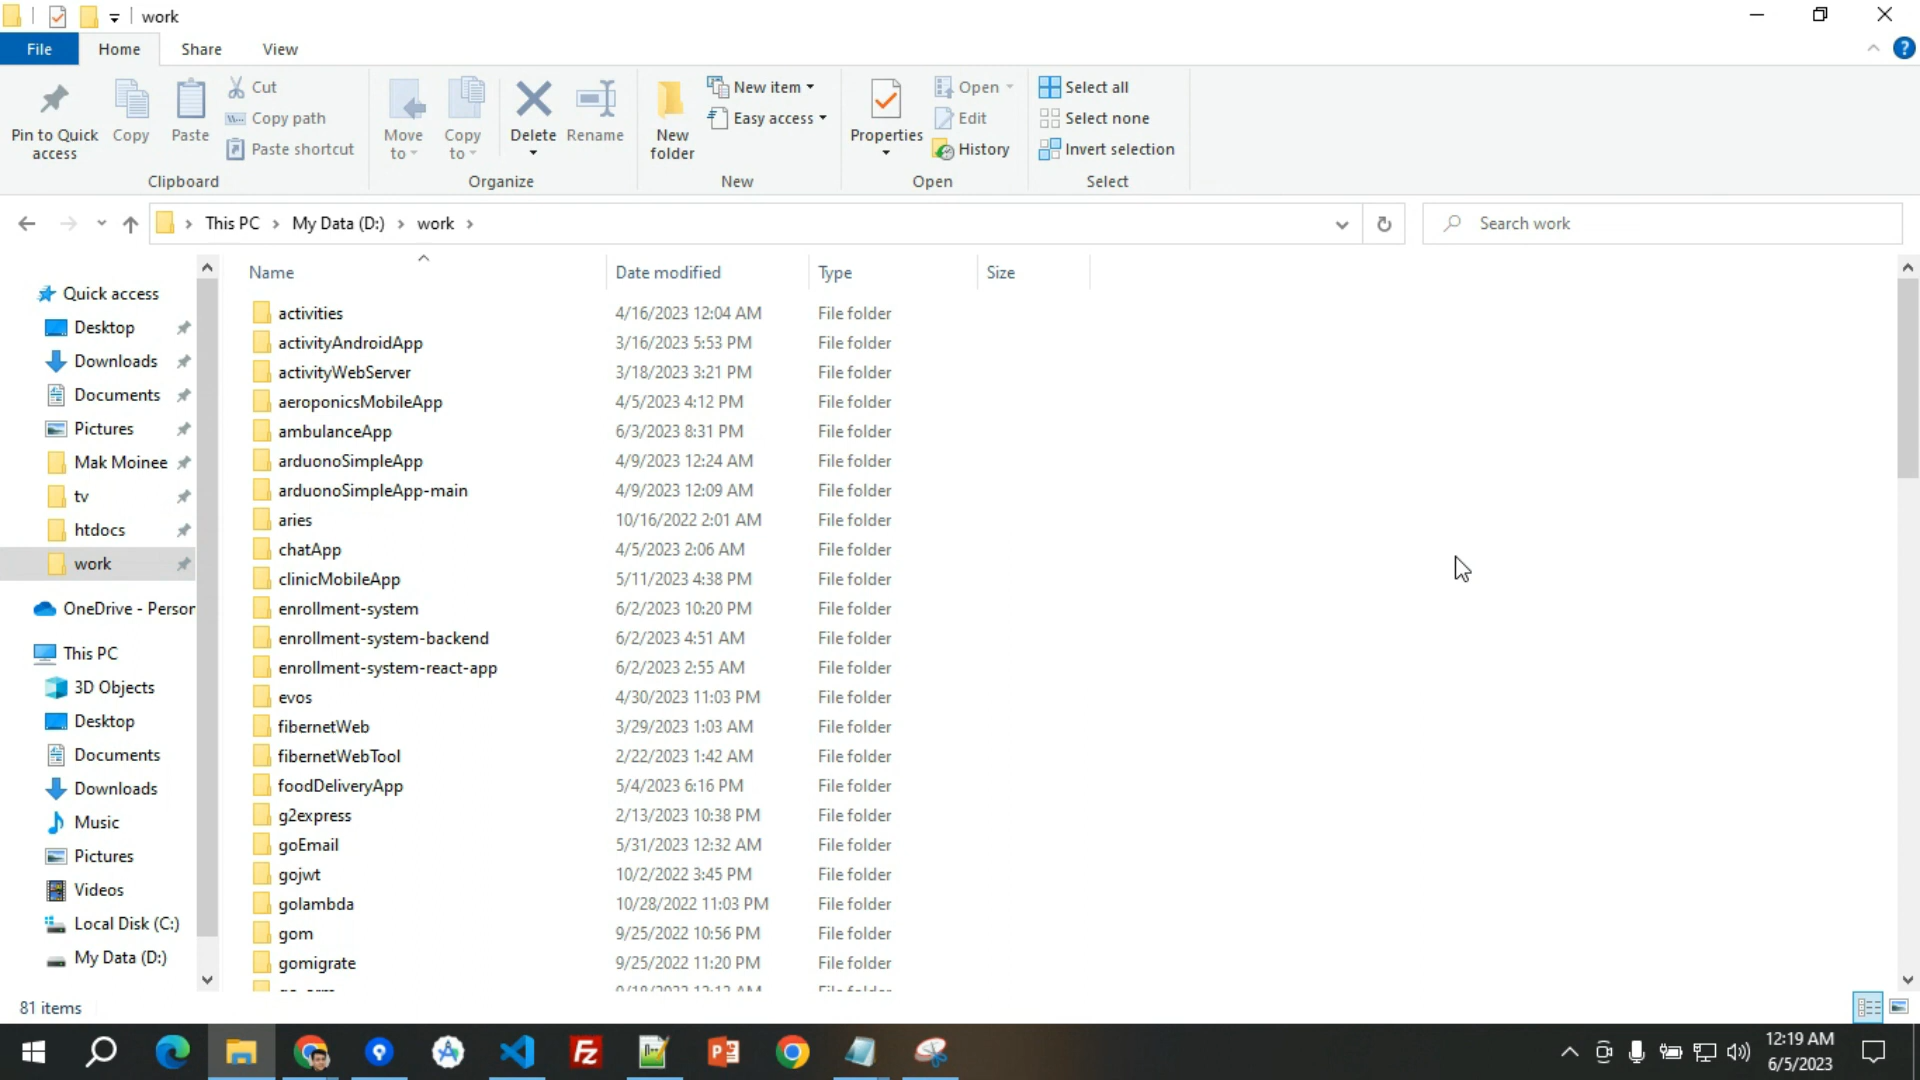 work
File Home Share View
Pin to Quick access
Copy
Paste
Cut
Copy path
Paste shortcut
Clipboard
Move to
Copy to
Delete
Rename
Organize
New folder
New item
Easy access
New
Properties
Open
Edit
History
Open
Select all
Select none
Invert selection
Select
This PC > My Data (D:) > work >
Search work
Quick access
Desktop
Downloads
Documents
Pictures
Mak Moinee
tv
htdocs
work
OneDrive - Person
This PC
3D Objects
Desktop
Documents
Downloads
Music
Pictures
Videos
Local Disk (C:)
My Data (D:)
Name Date modified Type Size
activities 4/16/2023 12:04 AM File folder
activityAndroidApp 3/16/2023 5:53 PM File folder
activityWebServer 3/18/2023 3:21 PM File folder
aeroponicsMobileApp 4/5/2023 4:12 PM File folder
ambulanceApp 6/3/2023 8:31 PM File folder
arduonoSimpleApp 4/9/2023 12:24 AM File folder
arduonoSimpleApp-main 4/9/2023 12:09 AM File folder
aries 10/16/2022 2:01 AM File folder
chatApp 4/5/2023 2:06 AM File folder
clinicMobileApp 5/11/2023 4:38 PM File folder
enrollment-system 6/2/2023 10:20 PM File folder
enrollment-system-backend 6/2/2023 4:51 AM File folder
enrollment-system-react-app 6/2/2023 2:55 AM File folder
evos 4/30/2023 11:03 PM File folder
fibernetWeb 3/29/2023 1:03 AM File folder
fibernetWebTool 2/22/2023 1:42 AM File folder
foodDeliveryApp 5/4/2023 6:16 PM File folder
g2express 2/13/2023 10:38 PM File folder
goEmail 5/31/2023 12:32 AM File folder
gojwt 10/2/2022 3:45 PM File folder
golambda 10/28/2022 11:03 PM File folder
gom 9/25/2022 10:56 PM File folder
gomigrate 9/25/2022 11:20 PM File folder
81 items
12:19 AM
6/5/2023